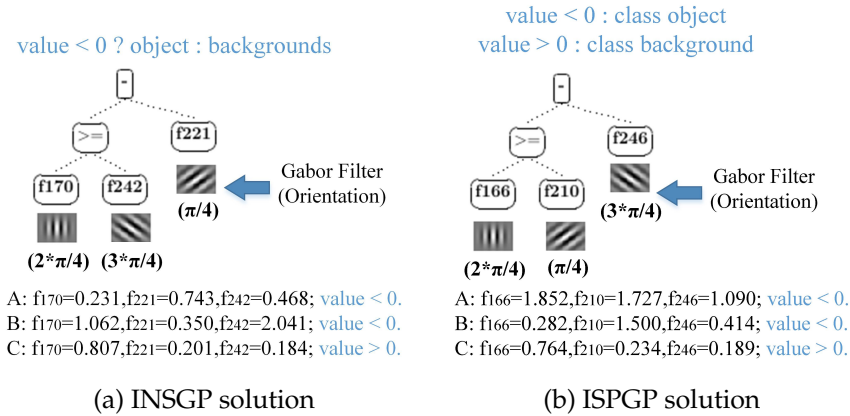 value < 0 ? object : backgrounds
-
>=
f221
f170
f242
Gabor Filter
(Orientation)
(π/4)
(2*π/4)
(3*π/4)
A: f170=0.231,f221=0.743,f242=0.468; value < 0.
B: f170=1.062,f221=0.350,f242=2.041; value < 0.
C: f170=0.807,f221=0.201,f242=0.184; value > 0.
(a) INSGP solution
value < 0 : class object
value > 0 : class background
-
>=
f246
f166
f210
Gabor Filter
(Orientation)
(3*π/4)
(2*π/4)
(π/4)
A: f166=1.852,f210=1.727,f246=1.090; value < 0.
B: f166=0.282,f210=1.500,f246=0.414; value < 0.
C: f166=0.764,f210=0.234,f246=0.189; value > 0.
(b) ISPGP solution